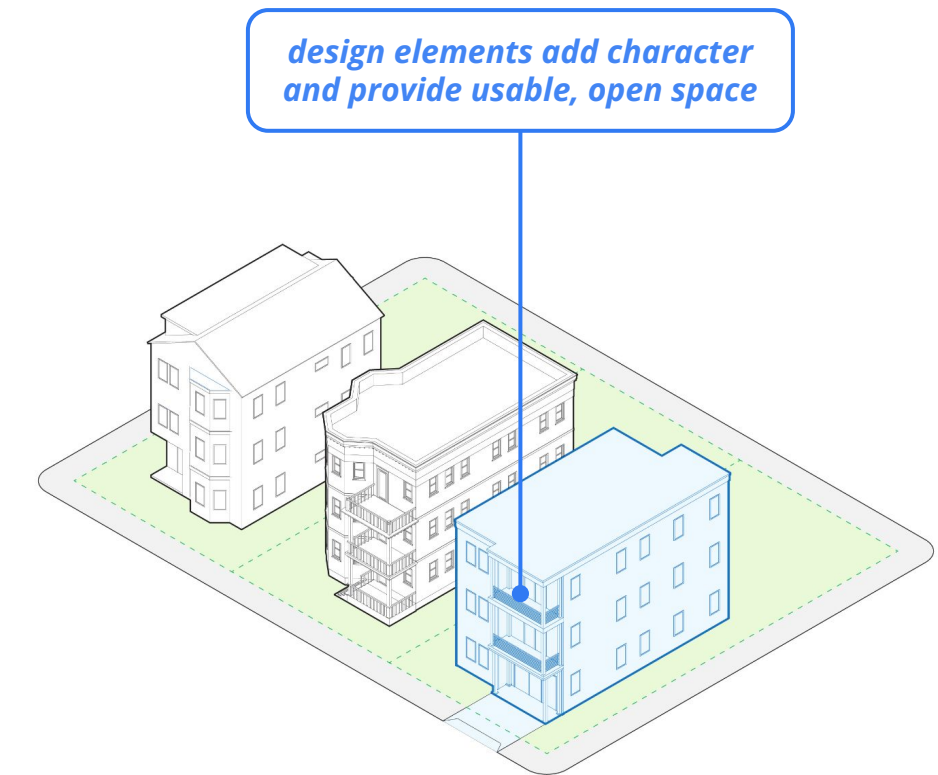 design elements add character
and provide usable, open space